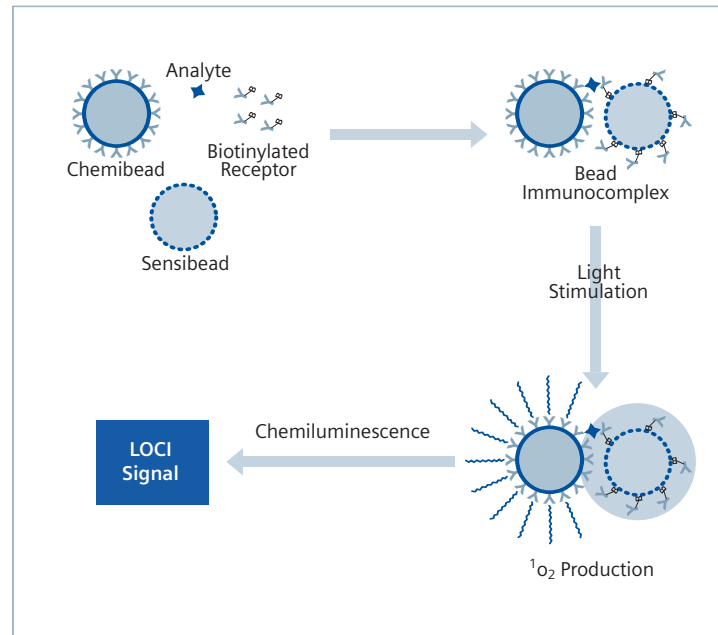 Analyte
Chemibead
Biotinylated
Receptor
Sensibead
Bead
Immunocomplex
Light
Stimulation
Chemiluminescence
LOCI
Signal
¹o₂ Production